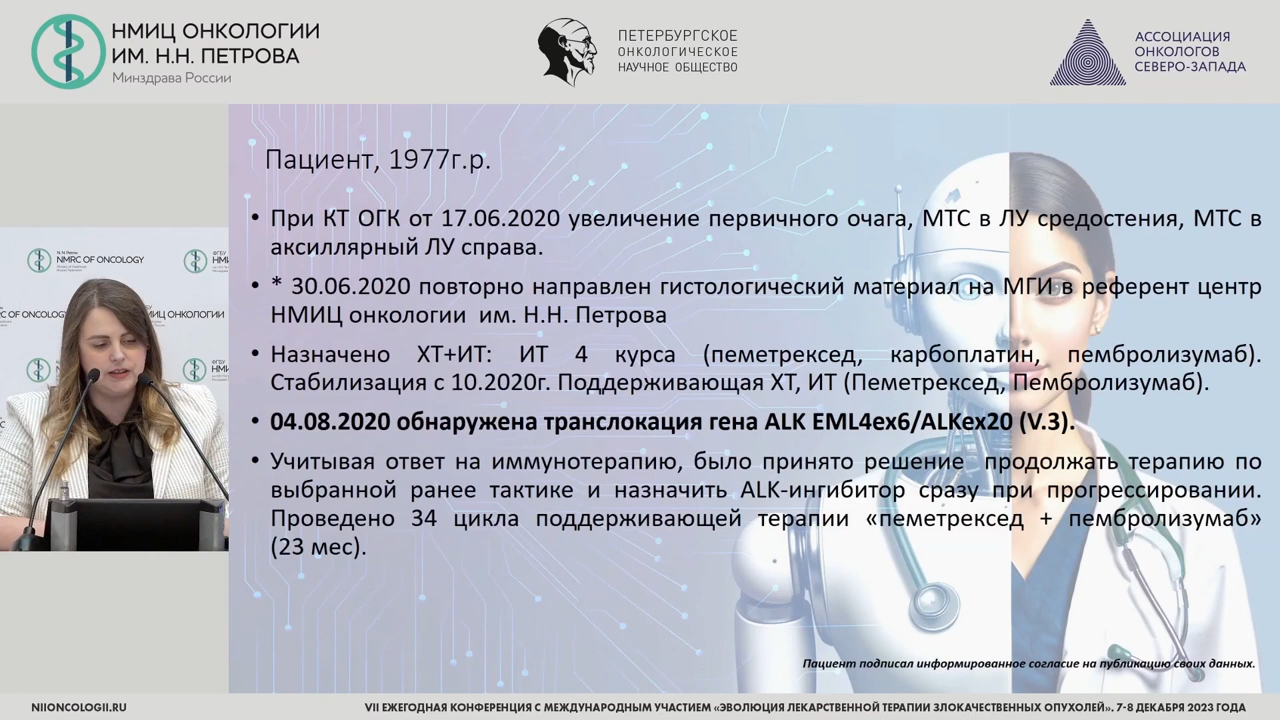 НМИЦ ОНКОЛОГИИ
ИМ. Н.Н. ПЕТРОВА
Минздрава России
ПЕТЕРБУРГСКОЕ
ОНКОЛОГИЧЕСКОЕ
НАУЧНОЕ ОБЩЕСТВО
АССОЦИАЦИЯ
ОНКОЛОГОВ
СЕВЕРО-ЗАПАДА
Пациент, 1977г.р.
• При КТ ОГК от 17.06.2020 увеличение первичного очага, МТС в ЛУ средостения, МТС в
аксиллярный ЛУ справа.
• * 30.06.2020 повторно направлен гистологический материал на МГИ в референт центр
НМИЦ онкологии им. Н.Н. Петрова
• Назначено ХТ+ИТ: ИТ 4 курса (пеметрексед, карбоплатин, пембролизумаб).
Стабилизация с 10.2020г. Поддерживающая ХТ, ИТ (Пеметрексед, Пембролизумаб).
• 04.08.2020 обнаружена транслокация гена ALK EML4ex6/ALKex20 (V.3).
• Учитывая ответ на иммунотерапию, было принято решение продолжать терапию по
выбранной ранее тактике и назначить ALK-ингибитор сразу при прогрессировании.
Проведено 34 цикла поддерживающей терапии «пеметрексед + пембролизумаб»
(23 мес).
Пациент подписал информированное согласие на публикацию своих данных.
N.N. Petrov
NMRC OF ONCOLOGY
ФГБУ
НМИ
OF ONCOLOGY
ОНКОЛОГИИ
NIIONCOLOGII.RU
VII ЕЖЕГОДНАЯ КОНФЕРЕНЦИЯ С МЕЖДУНАРОДНЫМ УЧАСТИЕМ «ЭВОЛЮЦИЯ ЛЕКАРСТВЕННОЙ ТЕРАПИИ ЗЛОКАЧЕСТВЕННЫХ ОПУХОЛЕЙ». 7-8 ДЕКАБРЯ 2023 ГОДА